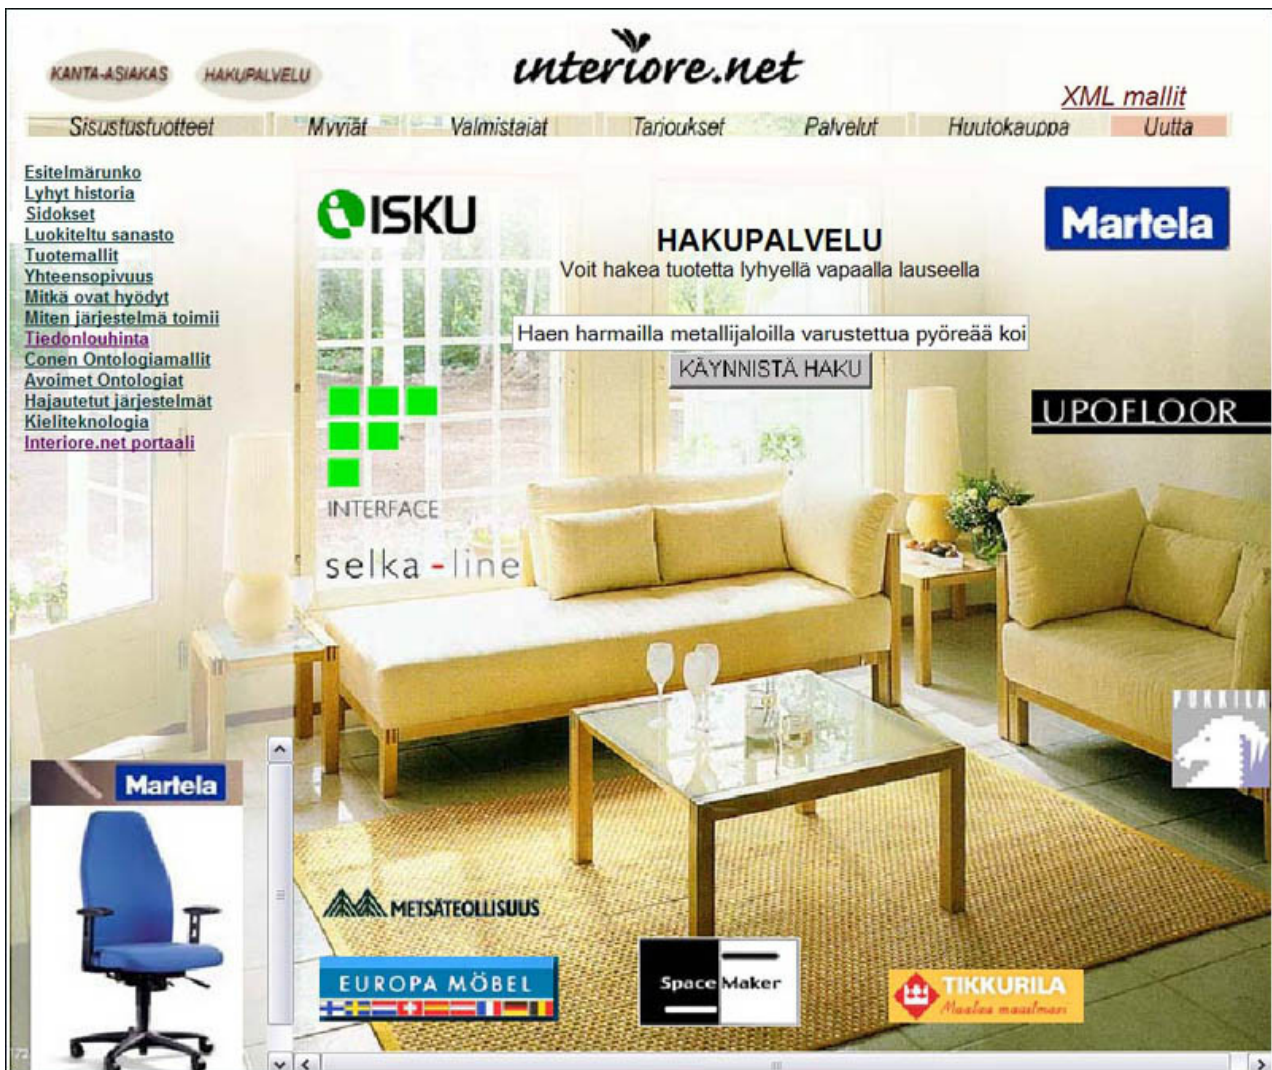 interiore.net
KANTA-ASIAKAS
HAKUPALVELU
XML mallit
Sisustustuotteet
Myyjät
Valmistajat
Tarjoukset
Palvelut
Huutokauppa
Uutta
Esitelmärunko
Lyhyt historia
Sidokset
Luokiteltu sanasto
Tuotemallit
Yhteensopivuus
Mitkä ovat hyödyt
Miten järjestelmä toimii
Tiedonlouhinta
Conen Ontologiamallit
Avoimet Ontologiat
Hajautetut järjestelmät
Kieliteknologia
Interiore.net portaali
ISKU
Martela
HAKUPALVELU
Voit hakea tuotetta lyhyellä vapaalla lauseella
Haen harmailla metallijaloilla varustettua pyöreää koi
KÄYNNISTÄ HAKU
UPOFLOOR
INTERFACE
selka-line
Martela
METSÄTEOLLISUUS
EUROPA MÖBEL
Space Maker
TIKKURILA
Maalaa maailmasi